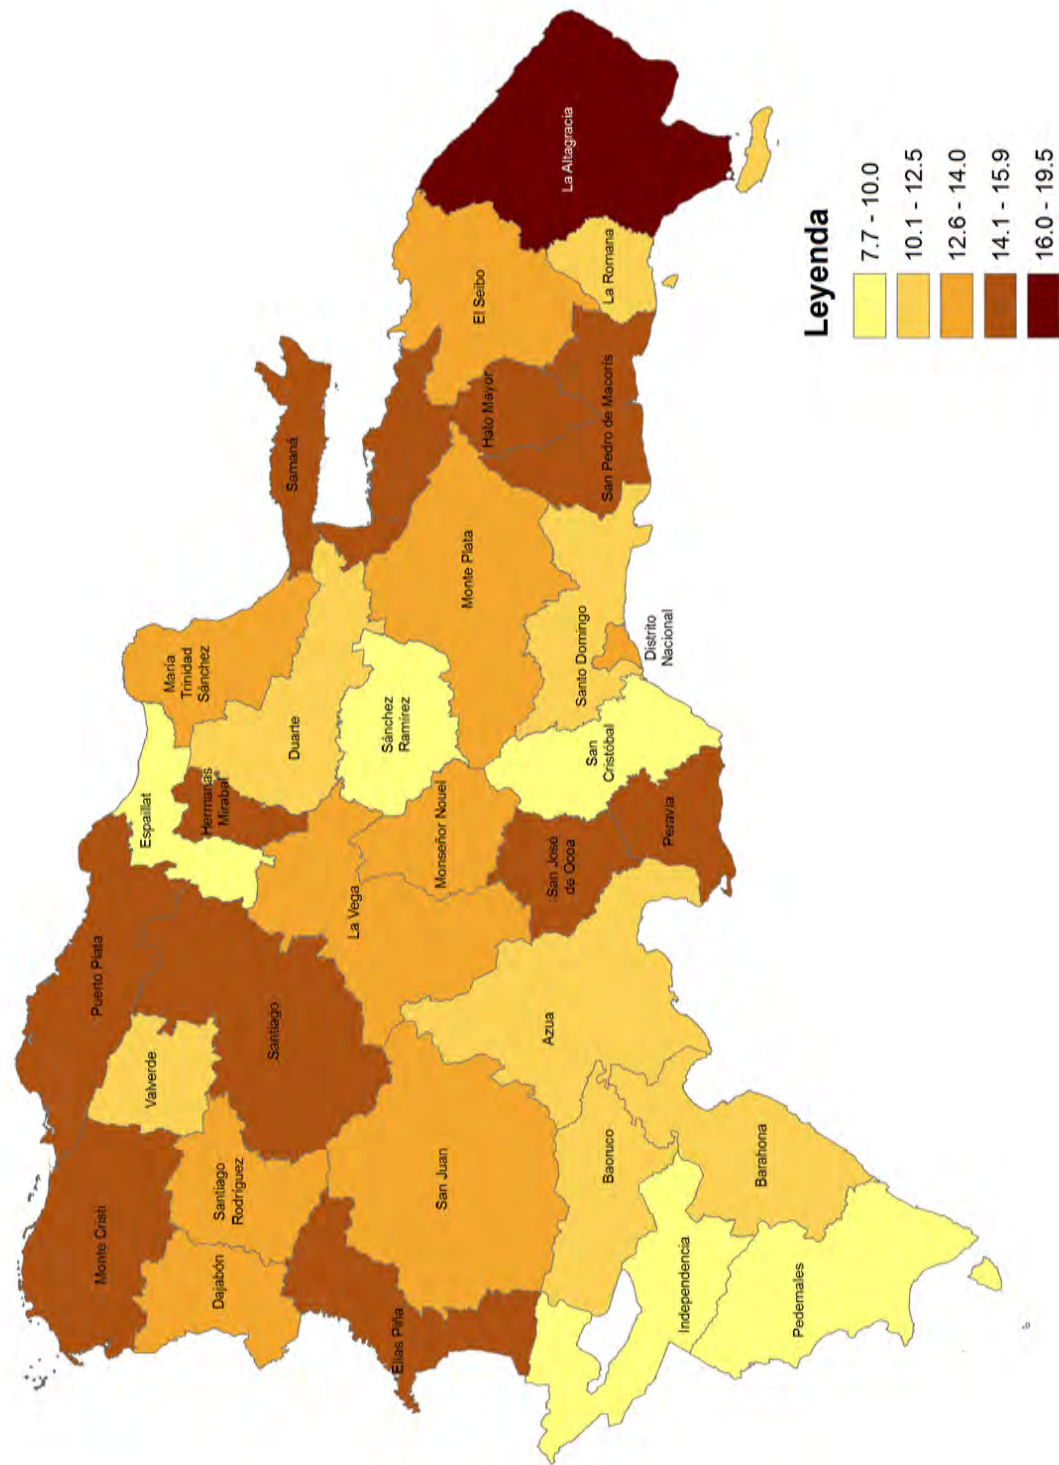 Monte Cristi
Puerto Plata
Valverde
Santiago
Rodríguez
Dajabón
Santiago
Espaillat
Hermanas
Mirabal
María
Trinidad
Sánchez
Duarte
Samaná
La Vega
Sánchez
Ramírez
Monseñor Nouel
Elías Piña
San Juan
Azua
San José
de Ocoa
Peravia
San
Cristóbal
Monte Plata
Santo Domingo
Distrito
Nacional
Hato Mayor
San Pedro de Macorís
El Seibo
La Romana
La Altagracia
Baoruco
Independencia
Barahona
Pedernales
Leyenda
7.7 - 10.0
10.1 - 12.5
12.6 - 14.0
14.1 - 15.9
16.0 - 19.5